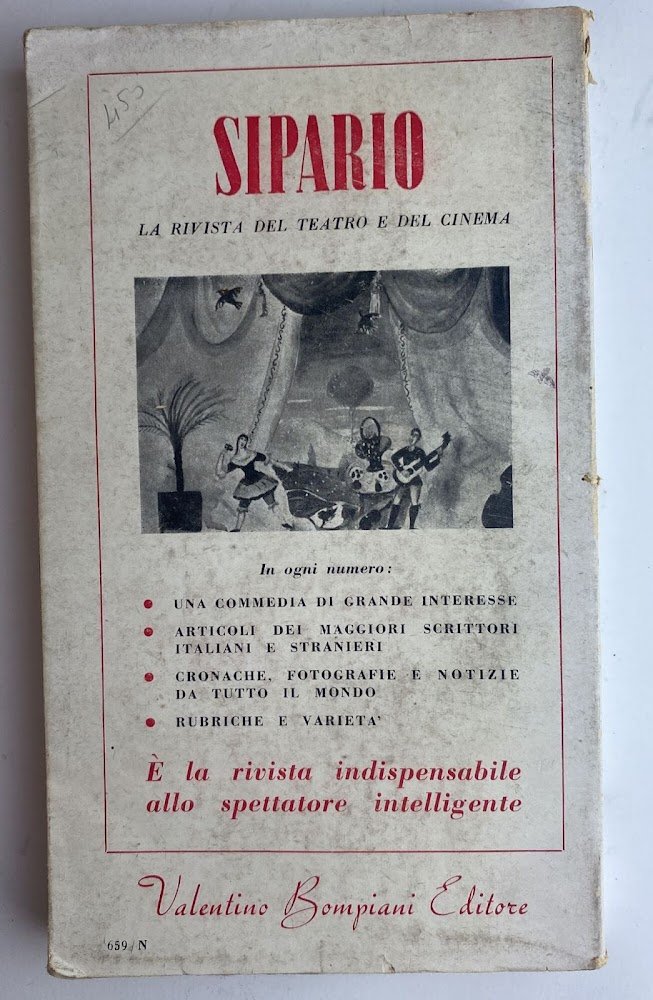 450
SIPARIO
LA RIVISTA DEL TEATRO E DEL CINEMA
In ogni numero:
UNA COMMEDIA DI GRANDE INTERESSE
ARTICOLI DEI MAGGIORI SCRITTORI
ITALIANI E STRANIERI
CRONACHE, FOTOGRAFIE E NOTIZIE
DA TUTTO IL MONDO
RUBRICHE E VARIETA'
È la rivista indispensabile
allo spettatore intelligente
Valentino Bompiani Editore
659/N